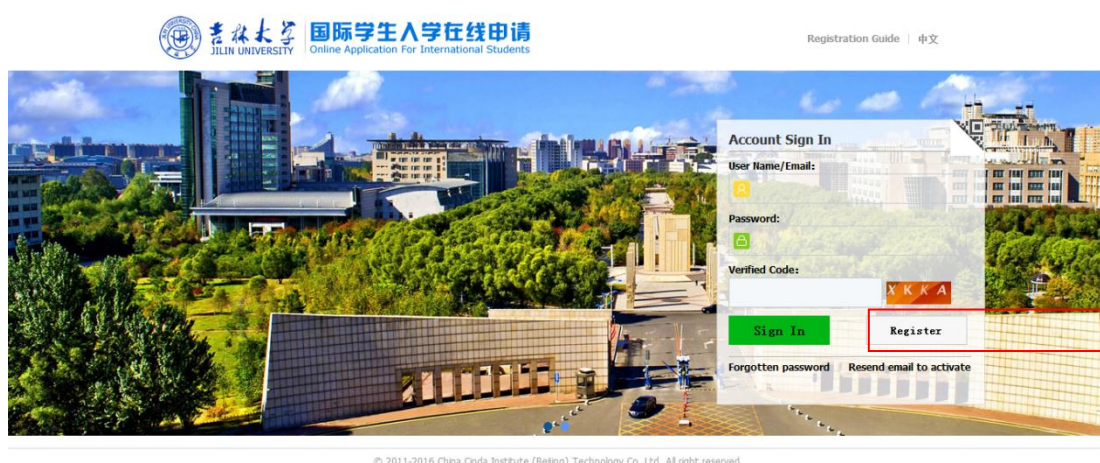 吉林大学
JILIN UNIVERSITY
国际学生入学在线申请
Online Application For International Students
Registration Guide | 中文
Account Sign In
User Name/Email:
Password:
Verified Code:
X K K A
Sign In
Register
Forgotten password / Resend email to activate
© 2011-2016 China Cinda Institute (Beijing) Technology Co. Ltd. All right reserved